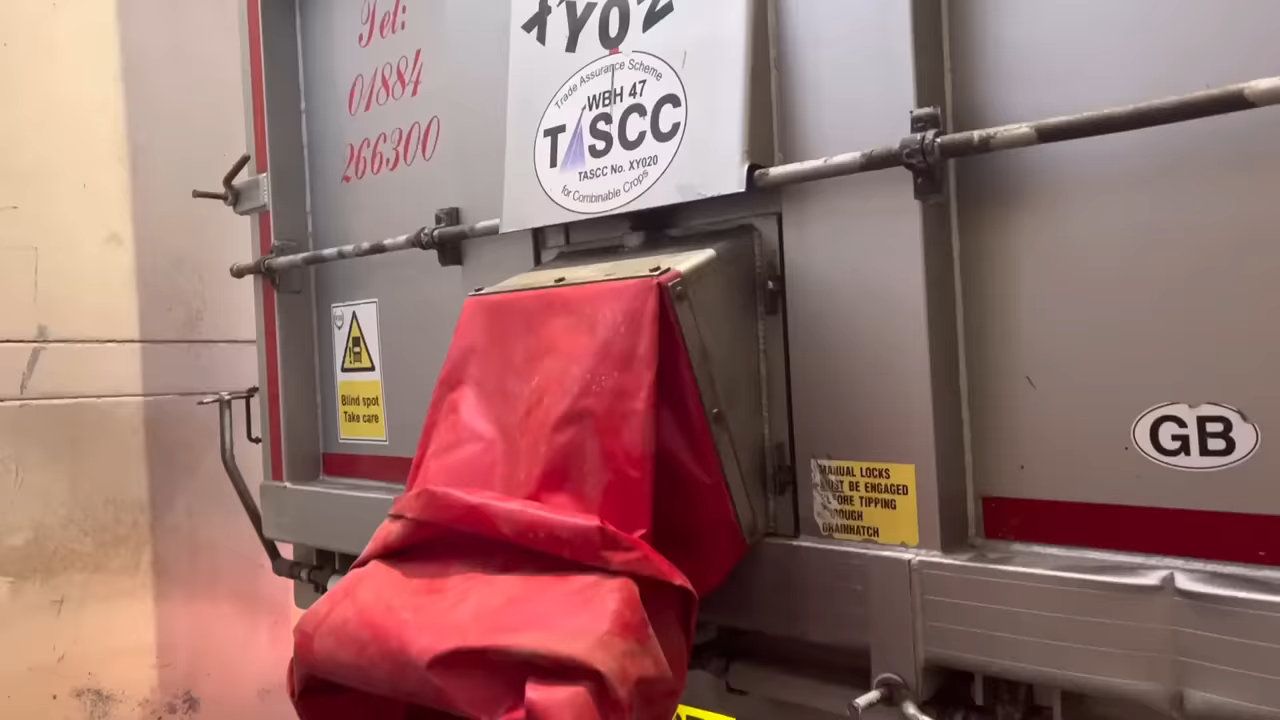 Tel:
01884
266300
XY02
Trade Assurance Scheme
WBH 47
TASCC
TASCC No. XY020
for Combinable Crops
Blind spot
Take care
MANUAL LOCKS
MUST BE ENGAGED
BEFORE TIPPING
THROUGH
GRAINHATCH
GB